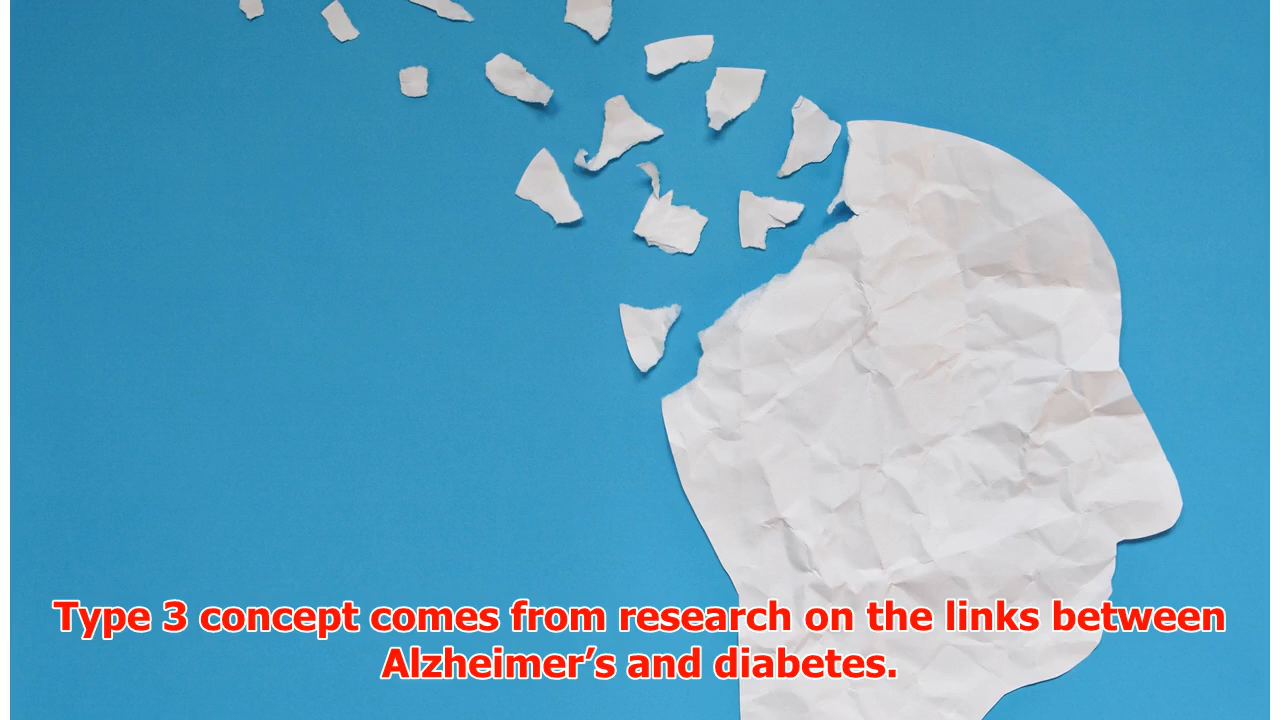 Type 3 concept comes from research on the links between
Alzheimer’s and diabetes.